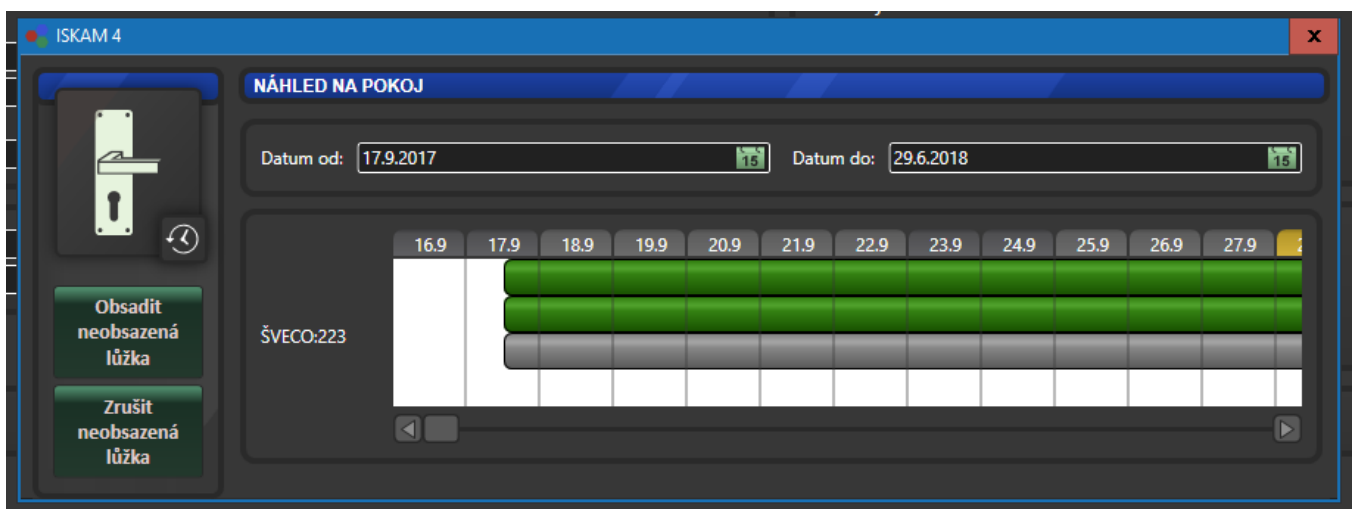 ISKAM 4
x
NÁHLED NA POKOJ
Datum od: 17.9.2017 15 Datum do: 29.6.2018 15
16.9 17.9 18.9 19.9 20.9 21.9 22.9 23.9 24.9 25.9 26.9 27.9
ŠVECO:223
Obsadit
neobsazená
lůžka
Zrušit
neobsazená
lůžka